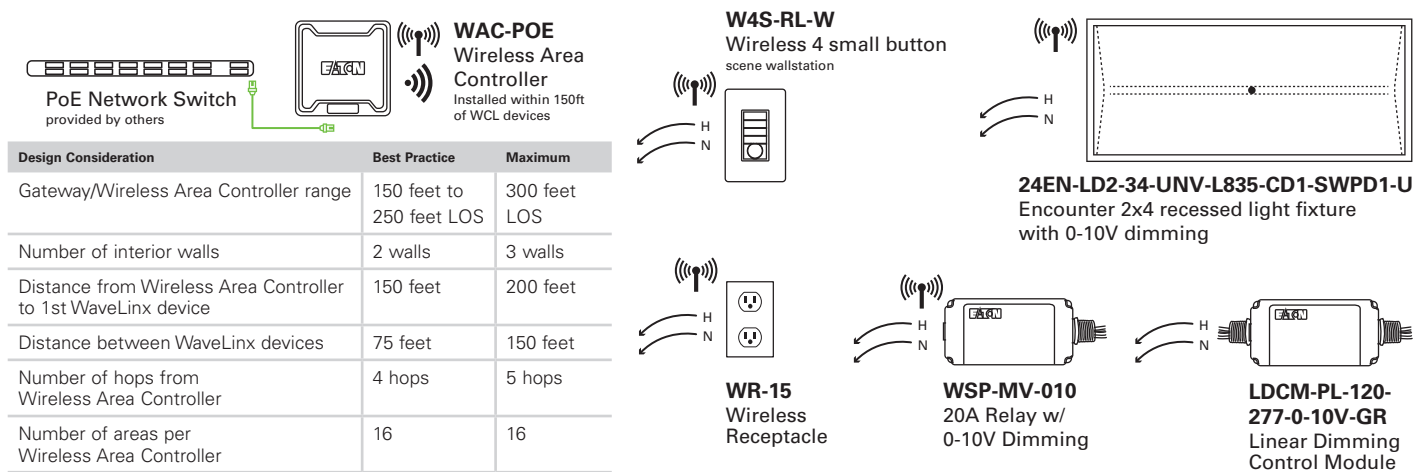 PoE Network Switch
provided by others
EATON
WAC-POE
Wireless Area
Controller
Installed within 150ft
of WCL devices
Design Consideration Best Practice Maximum
Gateway/Wireless Area Controller range 150 feet to 300 feet
250 feet LOS LOS
Number of interior walls 2 walls 3 walls
Distance from Wireless Area Controller 150 feet 200 feet
to 1st WaveLinx device
Distance between WaveLinx devices 75 feet 150 feet
Number of hops from 4 hops 5 hops
Wireless Area Controller
Number of areas per 16 16
Wireless Area Controller
W4S-RL-W
Wireless 4 small button
scene wallstation
H
N
H
N
24EN-LD2-34-UNV-L835-CD1-SWPD1-U
Encounter 2x4 recessed light fixture
with 0-10V dimming
H
N
WR-15
Wireless
Receptacle
H
N
EATON
WSP-MV-010
20A Relay w/
0-10V Dimming
H
N
EATON
LDCM-PL-120-
277-0-10V-GR
Linear Dimming
Control Module